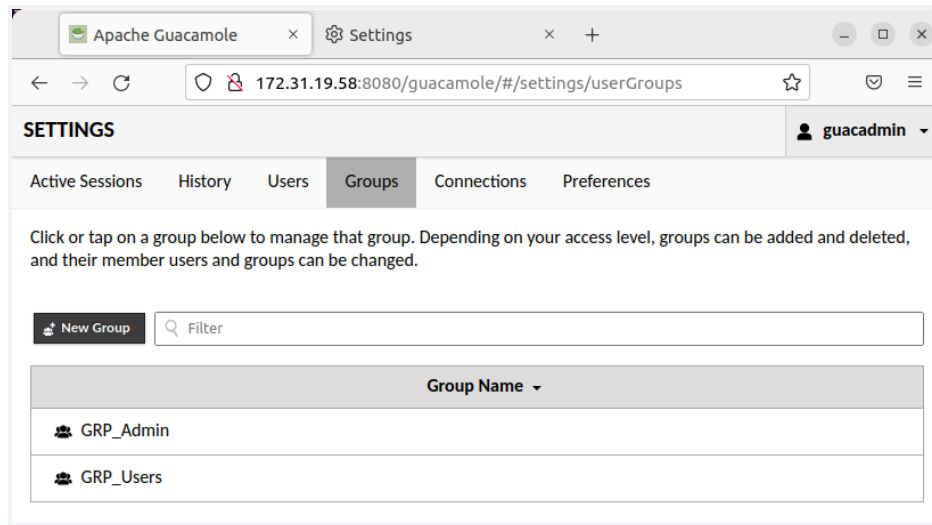 Apache Guacamole
Settings
172.31.19.58:8080/guacamole/#/settings/userGroups
SETTINGS
guacadmin
Active Sessions History Users Groups Connections Preferences
Click or tap on a group below to manage that group. Depending on your access level, groups can be added and deleted,
and their member users and groups can be changed.
New Group
Filter
Group Name
GRP_Admin
GRP_Users